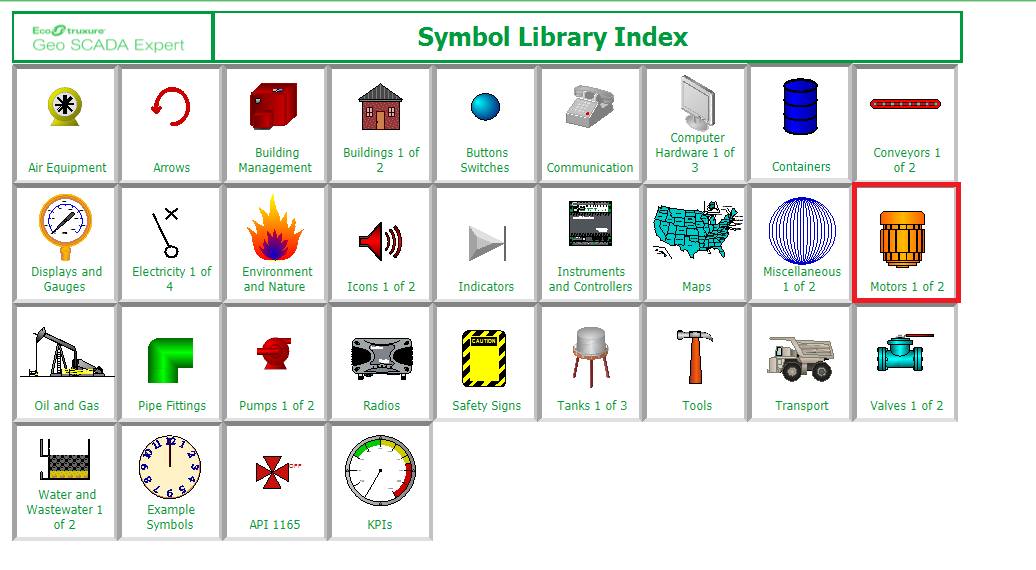 EcoStruxure
Geo SCADA Expert
Symbol Library Index
Air Equipment
Arrows
Building
Management
Buildings 1 of
2
Buttons
Switches
Communication
Computer
Hardware 1 of
3
Containers
Conveyors 1
of 2
Displays and
Gauges
Electricity 1 of
4
Environment
and Nature
Icons 1 of 2
Indicators
Instruments
and Controllers
Maps
Miscellaneous
1 of 2
Motors 1 of 2
Oil and Gas
Pipe Fittings
Pumps 1 of 2
Radios
CAUTION
Safety Signs
Tanks 1 of 3
Tools
Transport
Valves 1 of 2
Water and
Wastewater 1
of 2
12
1
2
3
4
5
6
7
8
9
10
11
Example
Symbols
OFF
API 1165
KPIs